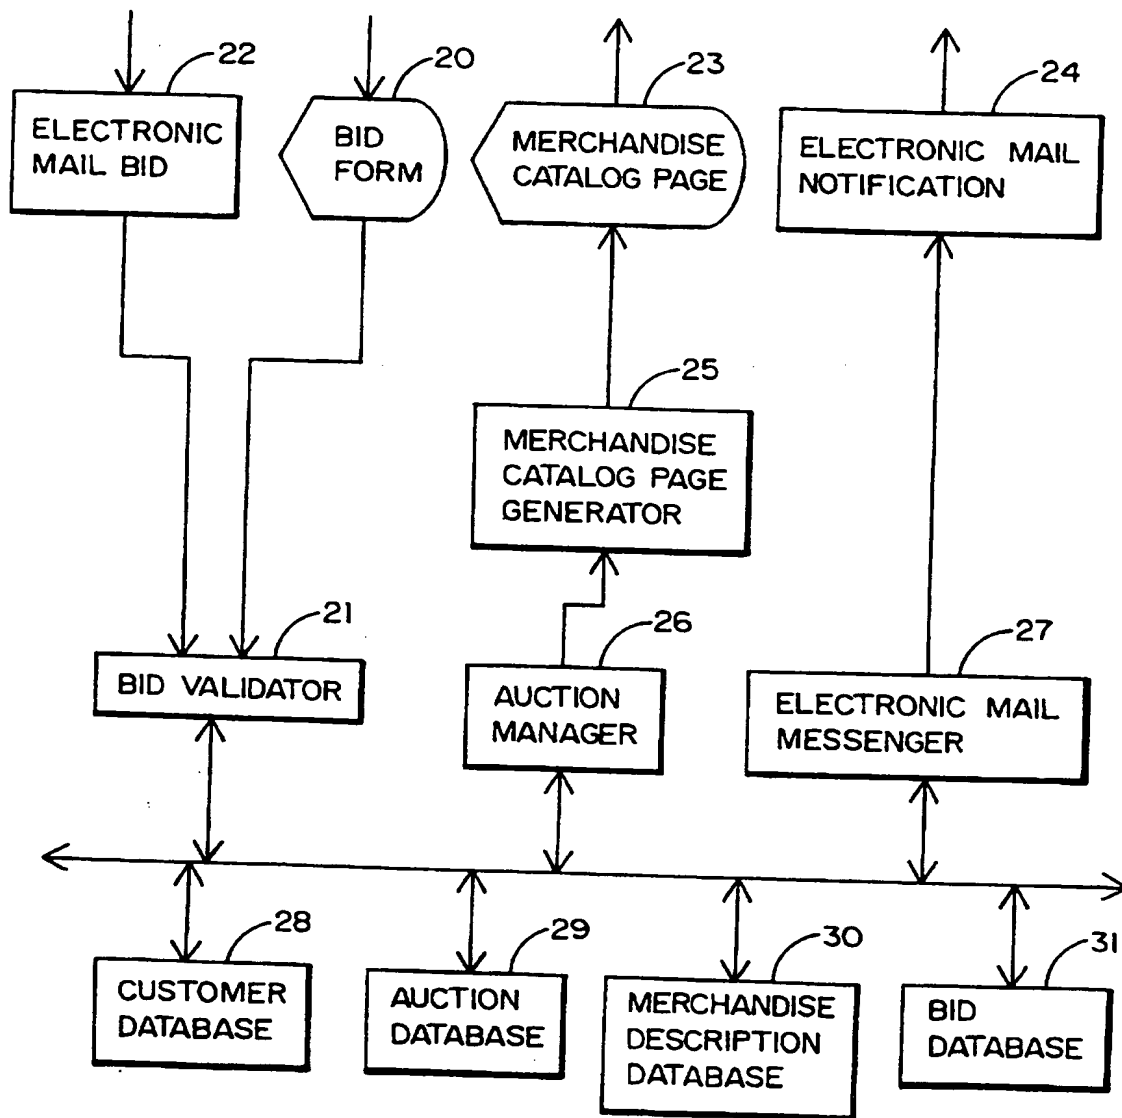 22
20
23
24
ELECTRONIC
MAIL BID
BID
FORM
MERCHANDISE
CATALOG PAGE
ELECTRONIC MAIL
NOTIFICATION
25
MERCHANDISE
CATALOG PAGE
GENERATOR
21
26
27
BID VALIDATOR
AUCTION
MANAGER
ELECTRONIC MAIL
MESSENGER
28
29
30
31
CUSTOMER
DATABASE
AUCTION
DATABASE
MERCHANDISE
DESCRIPTION
DATABASE
BID
DATABASE